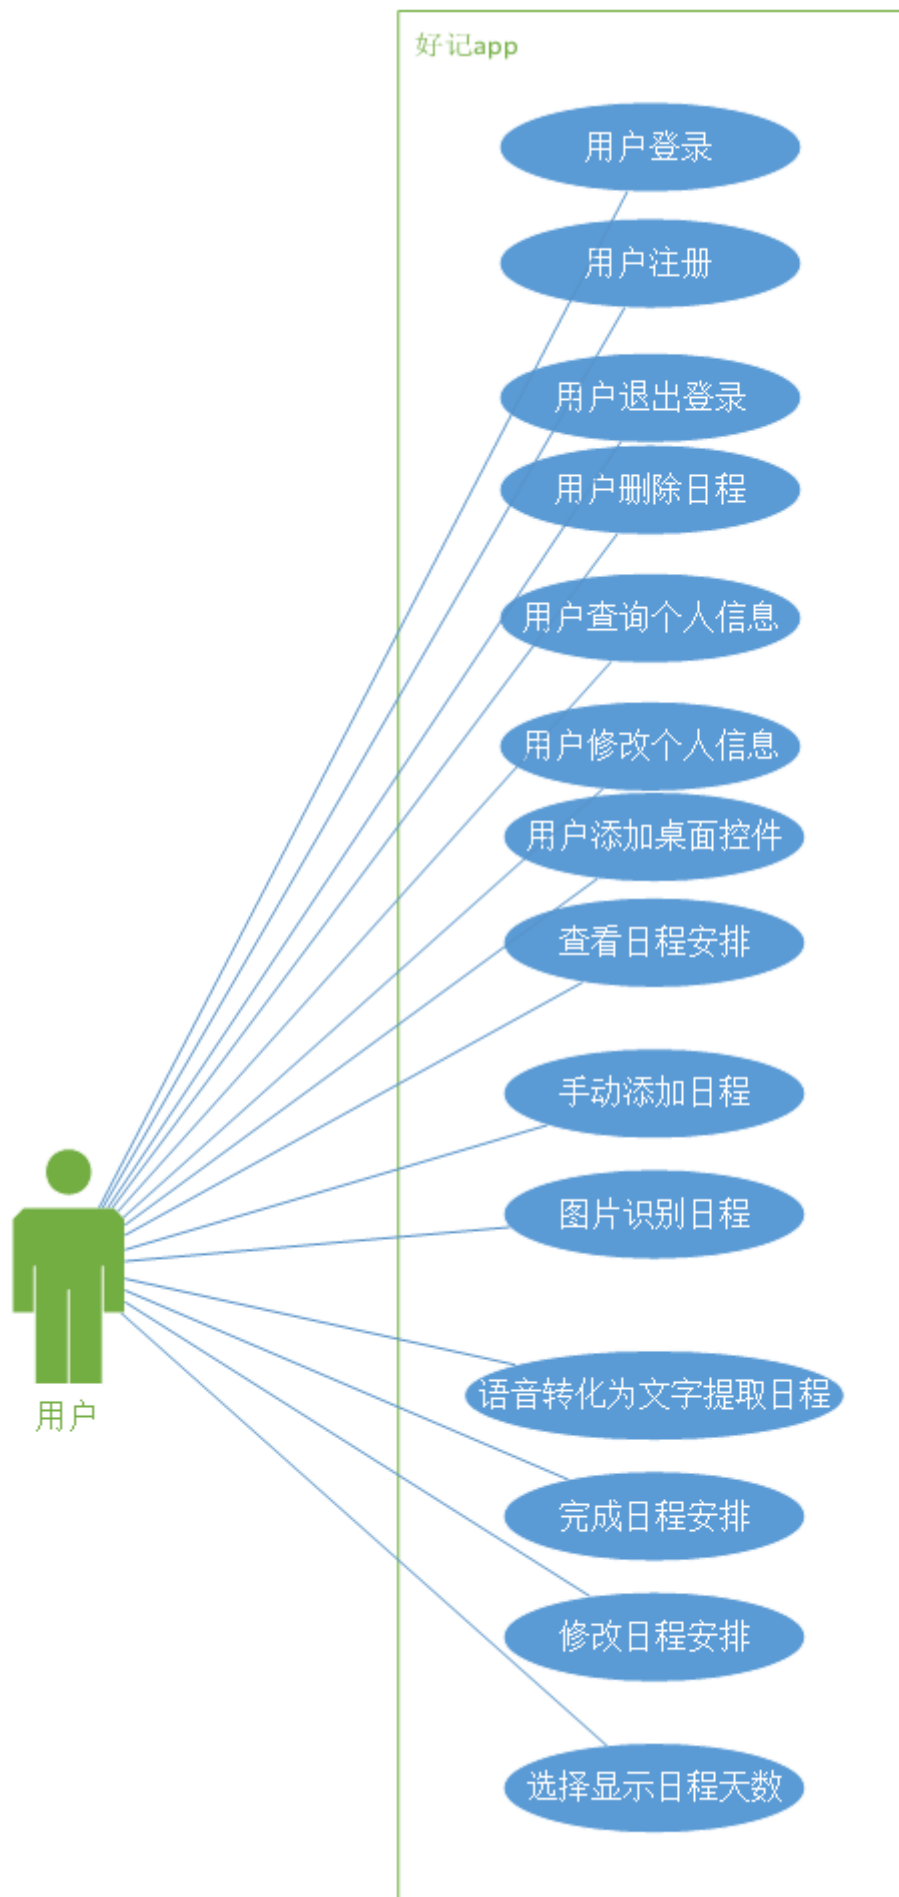 好记app
用户登录
用户注册
用户退出登录
用户删除日程
用户查询个人信息
用户修改个人信息
用户添加桌面控件
查看日程安排
手动添加日程
图片识别日程
语音转化为文字提取日程
用户
完成日程安排
修改日程安排
选择显示日程天数